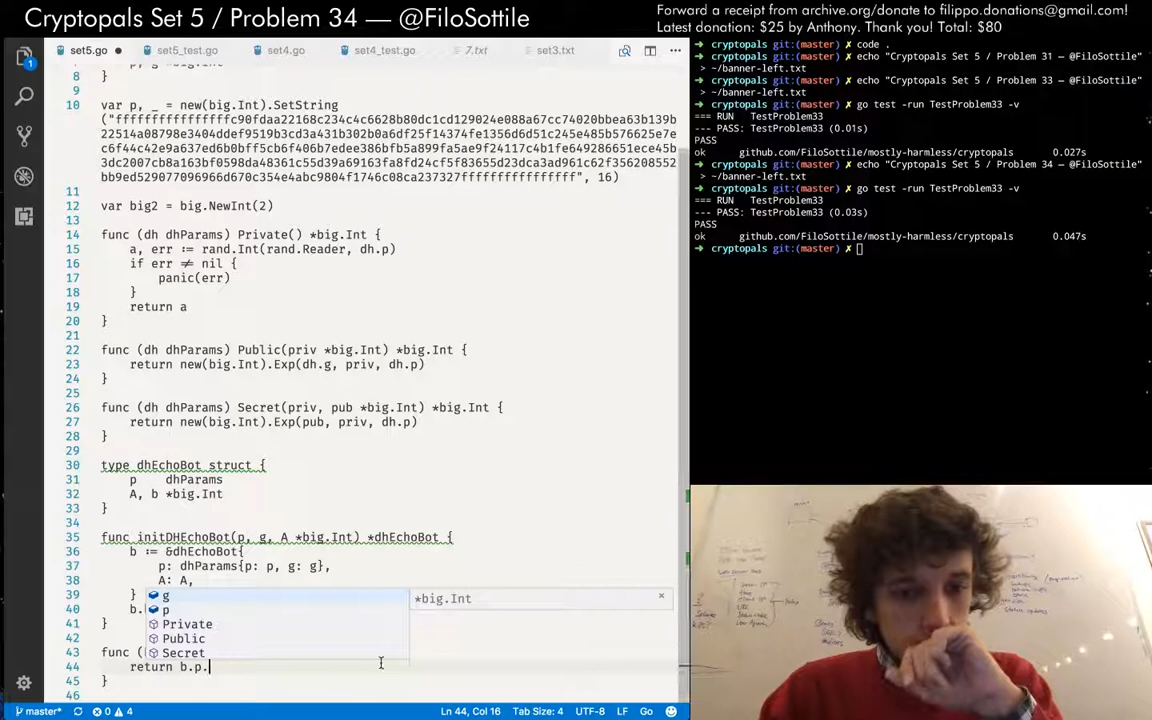 Cryptopals Set 5 / Problem 34 — @FiloSottile
Forward a receipt from archive.org/donate to filippo.donations@gmail.com!
Latest donation: $25 by Anthony. Thank you! Total: $80
set5.go
set5_test.go
set4.go
set4_test.go
7.txt
set3.txt
8 }
10 var p, _ = new(big.Int).SetString
("ffffffffffffffffc90fdaa22168c234c4c6628b80dc1cd129024e088a67cc74020bbea63b139b
22514a08798e3404ddef9519b3cd3a431b302b0a6df25f14374fe1356d6d51c245e485b576625e7e
c6f44c42e9a637ed6b0bff5cb6f406b7edee386bfb5a899fa5ae9f24117c4b1fe649286651ece45b
3dc2007cb8a163bf0598da48361c55d39a69163fa8fd24cf5f83655d23dca3ad961c62f356208552
bb9ed529077096966d670c354e4abc9804f1746c08ca237327ffffffffffffffff", 16)
11
12 var big2 = big.NewInt(2)
13
14 func (dh dhParams) Private() *big.Int {
15 a, err := rand.Int(rand.Reader, dh.p)
16 if err ≠ nil {
17 panic(err)
18 }
19 return a
20 }
21
22 func (dh dhParams) Public(priv *big.Int) *big.Int {
23 return new(big.Int).Exp(dh.g, priv, dh.p)
24 }
25
26 func (dh dhParams) Secret(priv, pub *big.Int) *big.Int {
27 return new(big.Int).Exp(pub, priv, dh.p)
28 }
29
30 type dhEchoBot struct {
31 p dhParams
32 A, b *big.Int
33 }
34
35 func initDHEchoBot(p, g, A *big.Int) *dhEchoBot {
36 b := &dhEchoBot{
37 p: dhParams{p: p, g: g},
38 A: A,
39 }
40 b.
41 }
42
43 func (
44 return b.p.
45 }
46
g
p
Private
Public
Secret
*big.Int ×
master* 0 4
Ln 44, Col 16 Tab Size: 4 UTF-8 LF Go
➜ cryptopals git:(master) ✗ code .
➜ cryptopals git:(master) ✗ echo "Cryptopals Set 5 / Problem 31 — @FiloSottile"
> ~/banner-left.txt
➜ cryptopals git:(master) ✗ echo "Cryptopals Set 5 / Problem 33 — @FiloSottile"
> ~/banner-left.txt
➜ cryptopals git:(master) ✗ go test -run TestProblem33 -v
=== RUN TestProblem33
--- PASS: TestProblem33 (0.01s)
PASS
ok github.com/FiloSottile/mostly-harmless/cryptopals 0.027s
➜ cryptopals git:(master) ✗ echo "Cryptopals Set 5 / Problem 34 — @FiloSottile"
> ~/banner-left.txt
➜ cryptopals git:(master) ✗ go test -run TestProblem33 -v
=== RUN TestProblem33
--- PASS: TestProblem33 (0.03s)
PASS
ok github.com/FiloSottile/mostly-harmless/cryptopals 0.047s
➜ cryptopals git:(master) ✗